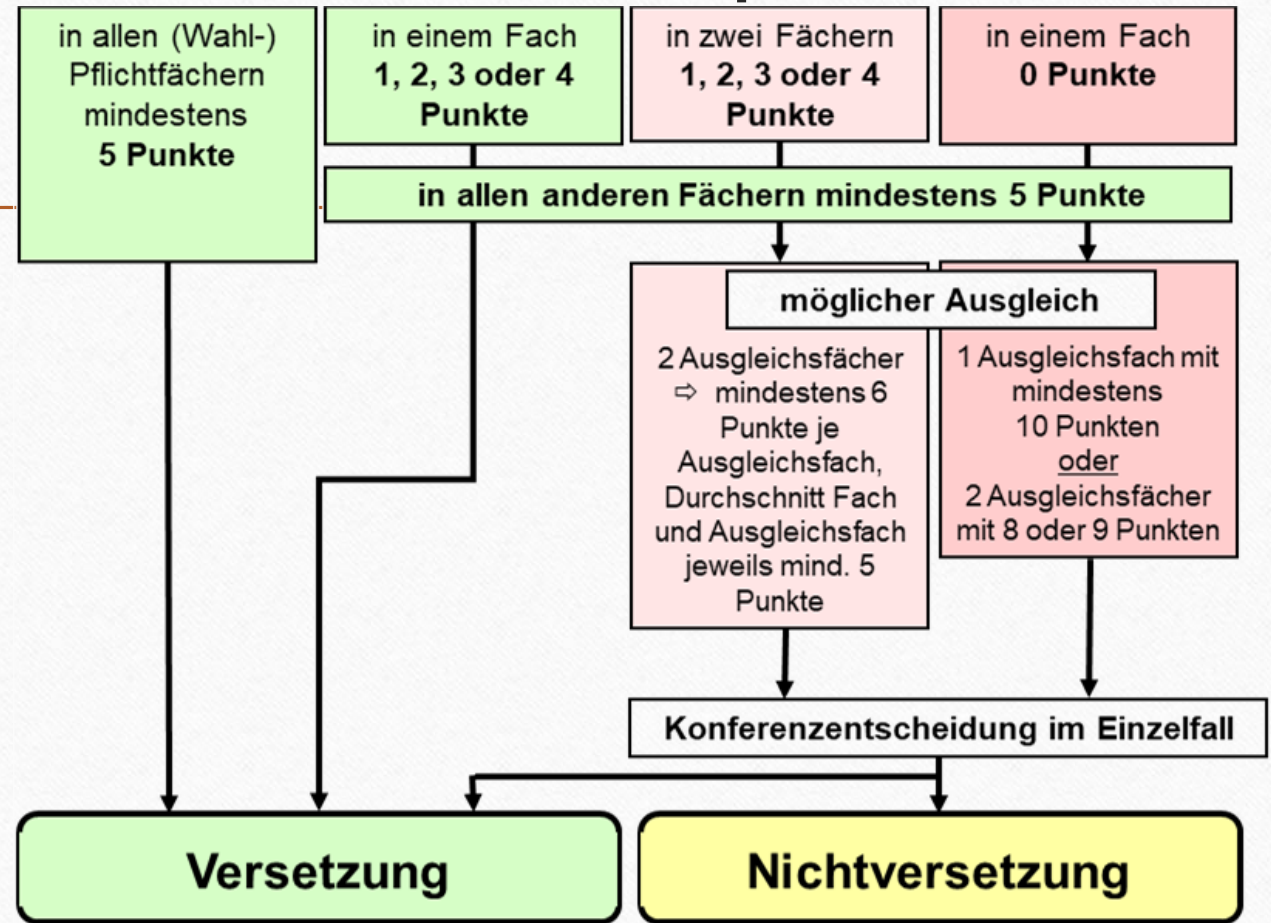 in allen (Wahl-)
Pflichtfächern
mindestens
5 Punkte
in einem Fach
1, 2, 3 oder 4
Punkte
in zwei Fächern
1, 2, 3 oder 4
Punkte
in einem Fach
0 Punkte
in allen anderen Fächern mindestens 5 Punkte
möglicher Ausgleich
2 Ausgleichsfächer
⇨ mindestens 6
Punkte je
Ausgleichsfach,
Durchschnitt Fach
und Ausgleichsfach
jeweils mind. 5
Punkte
1 Ausgleichsfach mit
mindestens
10 Punkten
oder
2 Ausgleichsfächer
mit 8 oder 9 Punkten
Konferenzentscheidung im Einzelfall
Versetzung
Nichtversetzung